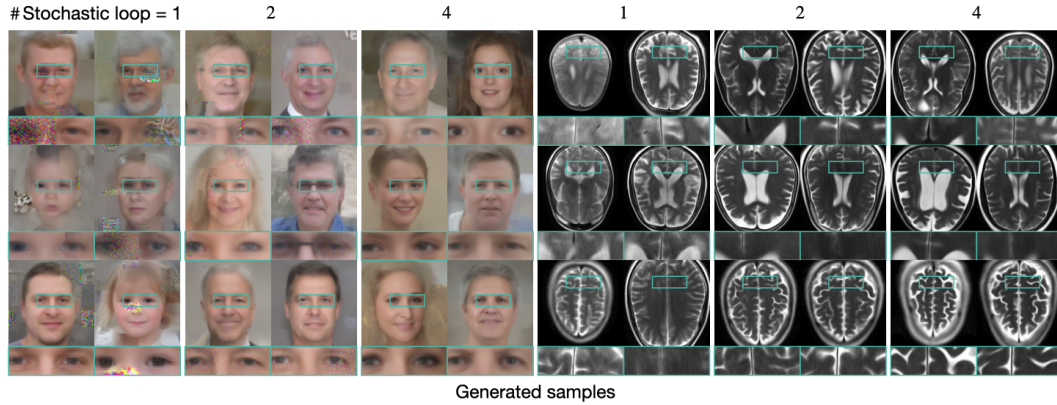 # Stochastic loop = 1 2 4 1 2 4
Generated samples